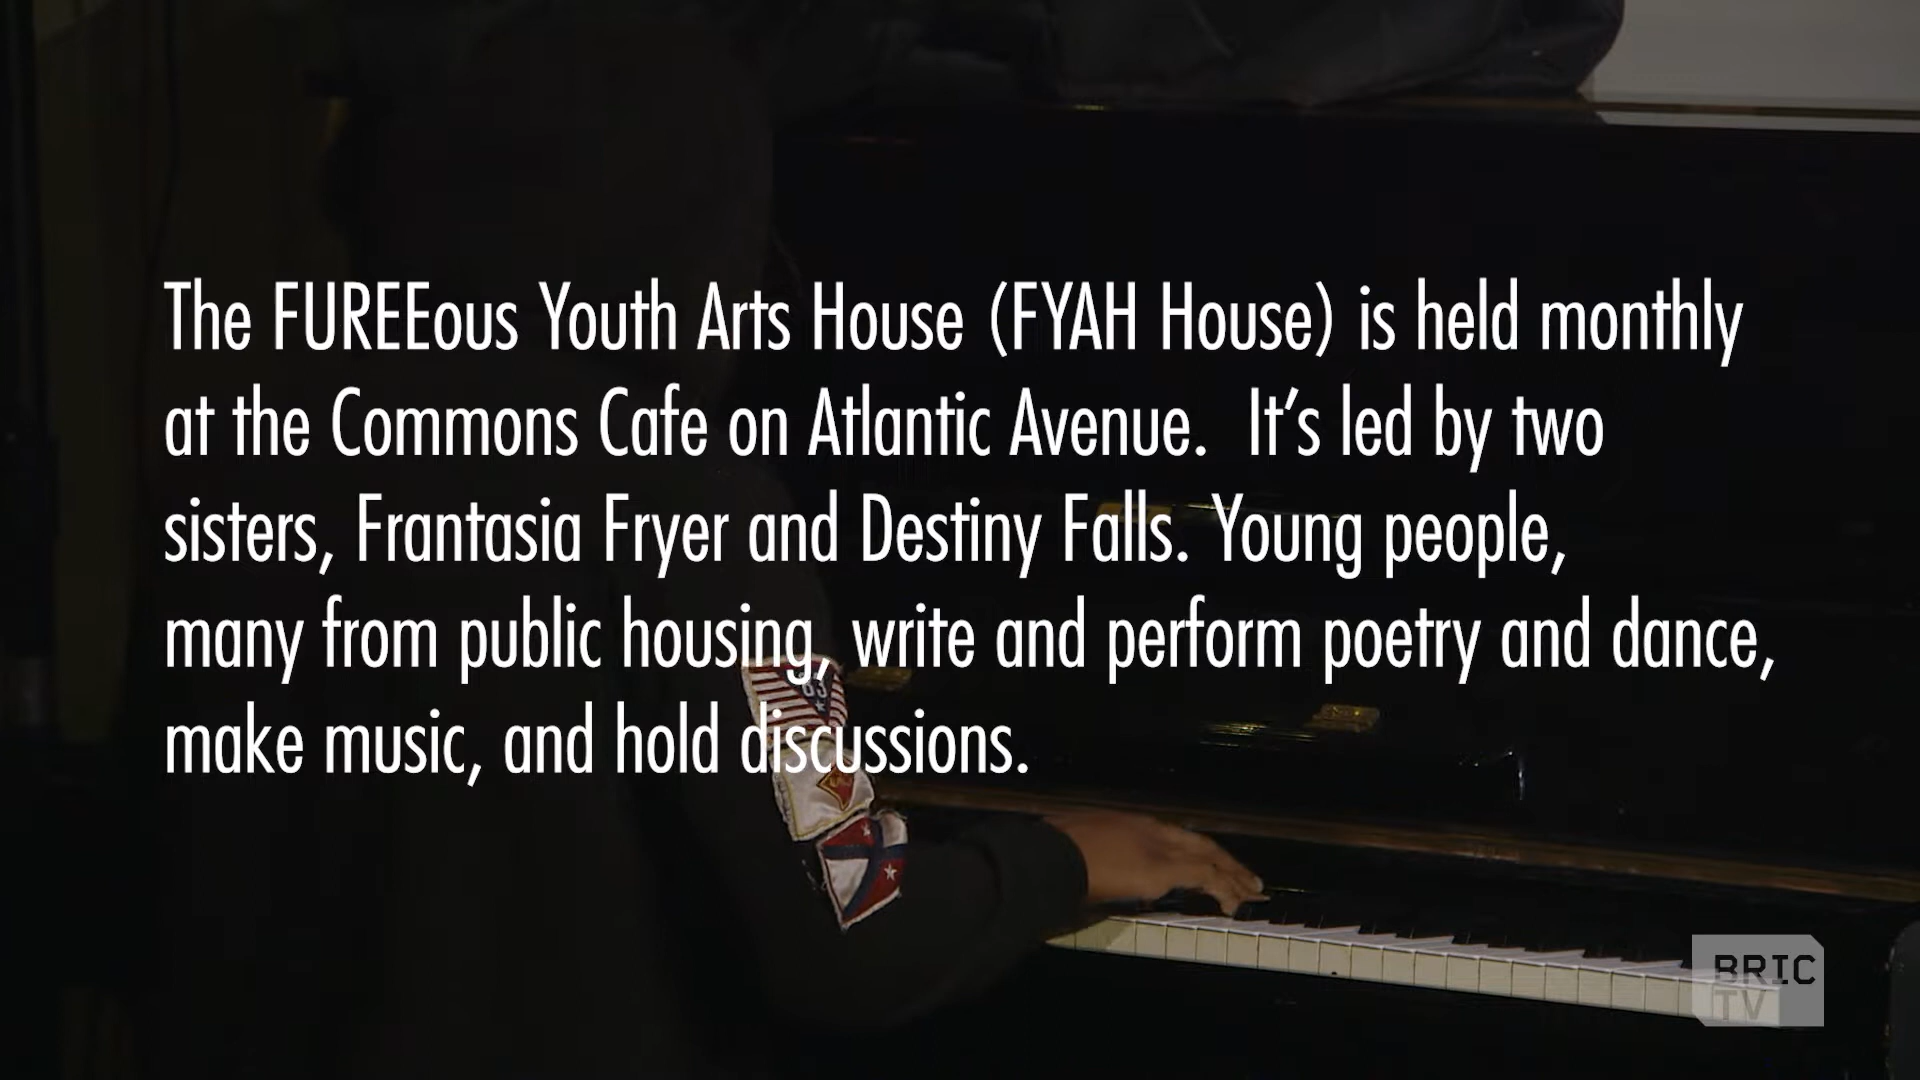 The FUREEous Youth Arts House (FYAH House) is held monthly
at the Commons Cafe on Atlantic Avenue.  It’s led by two
sisters, Frantasia Fryer and Destiny Falls.  Young people,
many from public housing, write and perform poetry and dance,
make music, and hold discussions.
63
BRIC
TV